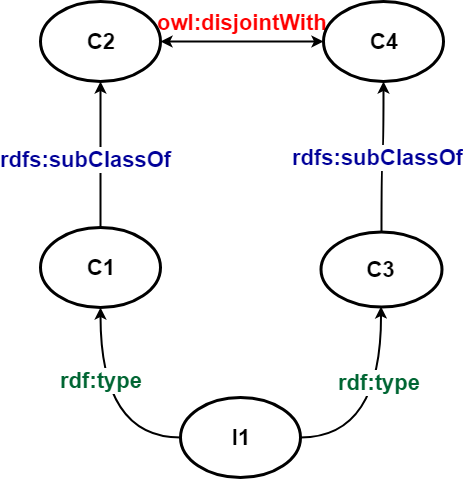 owl:disjointWith
C2
C4
rdfs:subClassOf
rdfs:subClassOf
C1
C3
rdf:type
rdf:type
I1